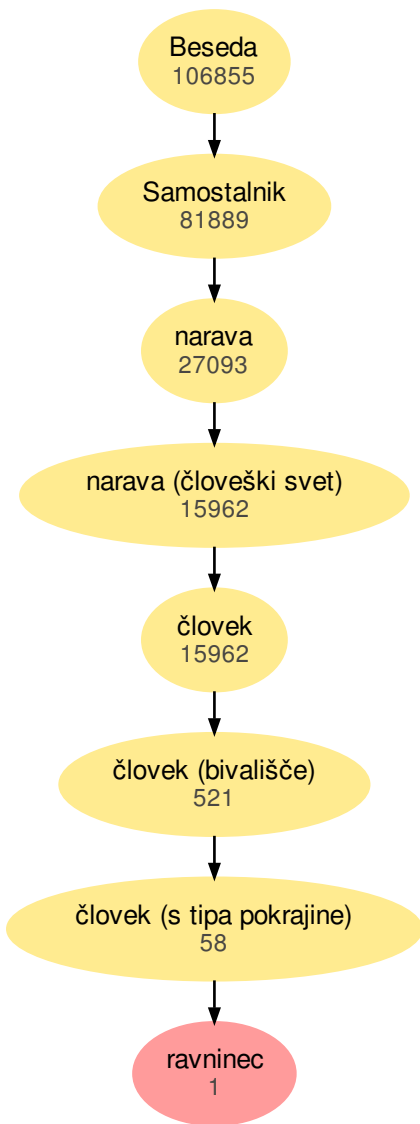 Beseda
106855
Samostalnik
81889
narava
27093
narava (človeški svet)
15962
človek
15962
človek (bivališče)
521
človek (s tipa pokrajine)
58
ravninec
1